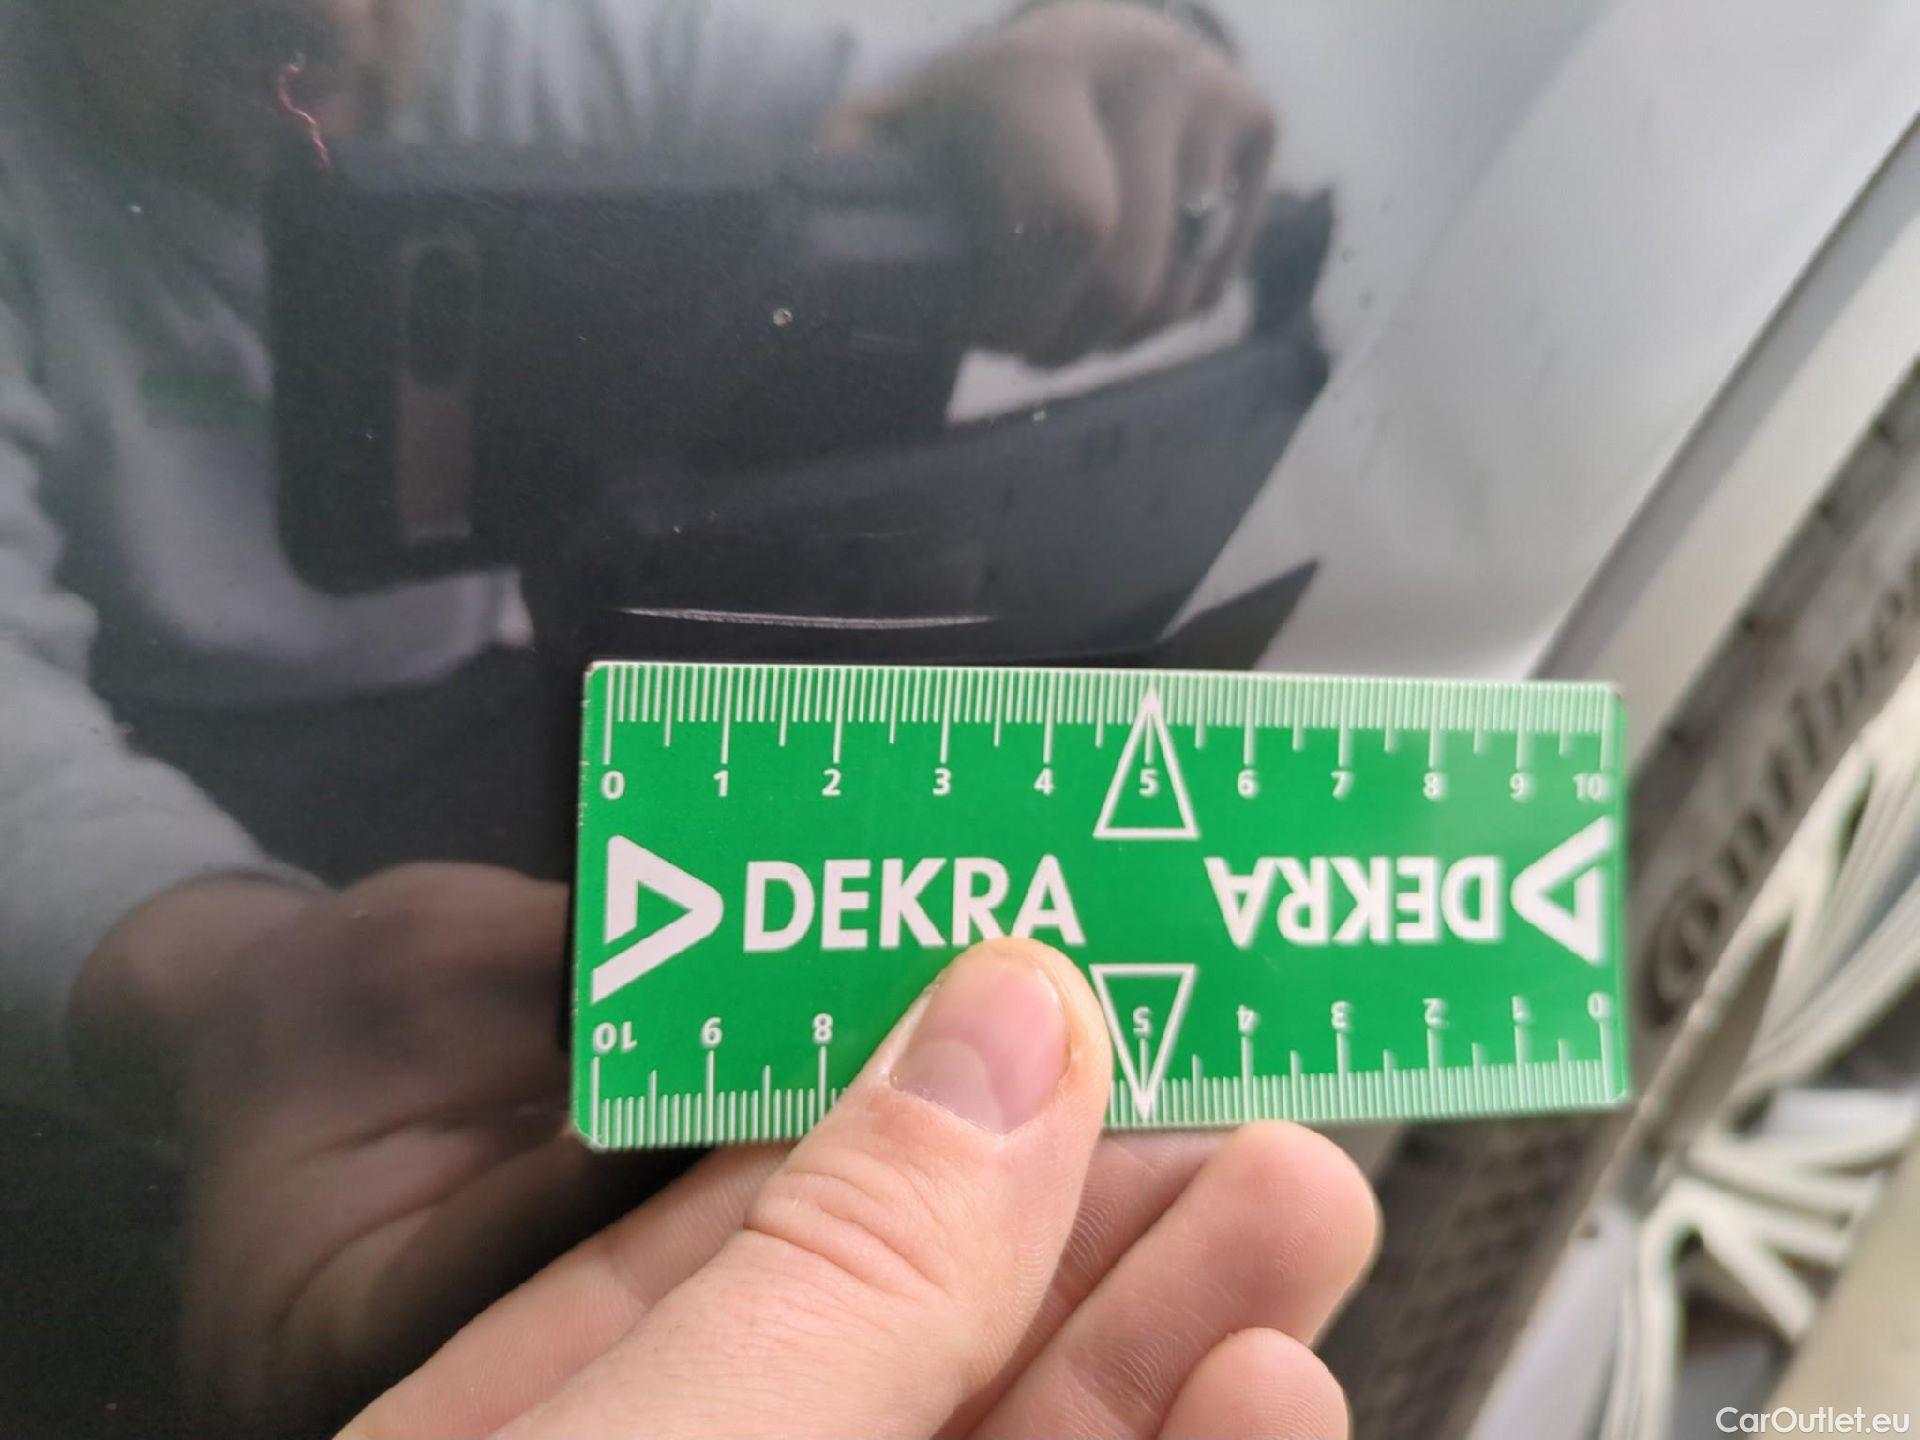 0 1 2 3 4 5 6 7 8 9 10
DEKRA DEKRA
10 9 8 5 4 3 2 1 0
Continen
CarOutlet.eu